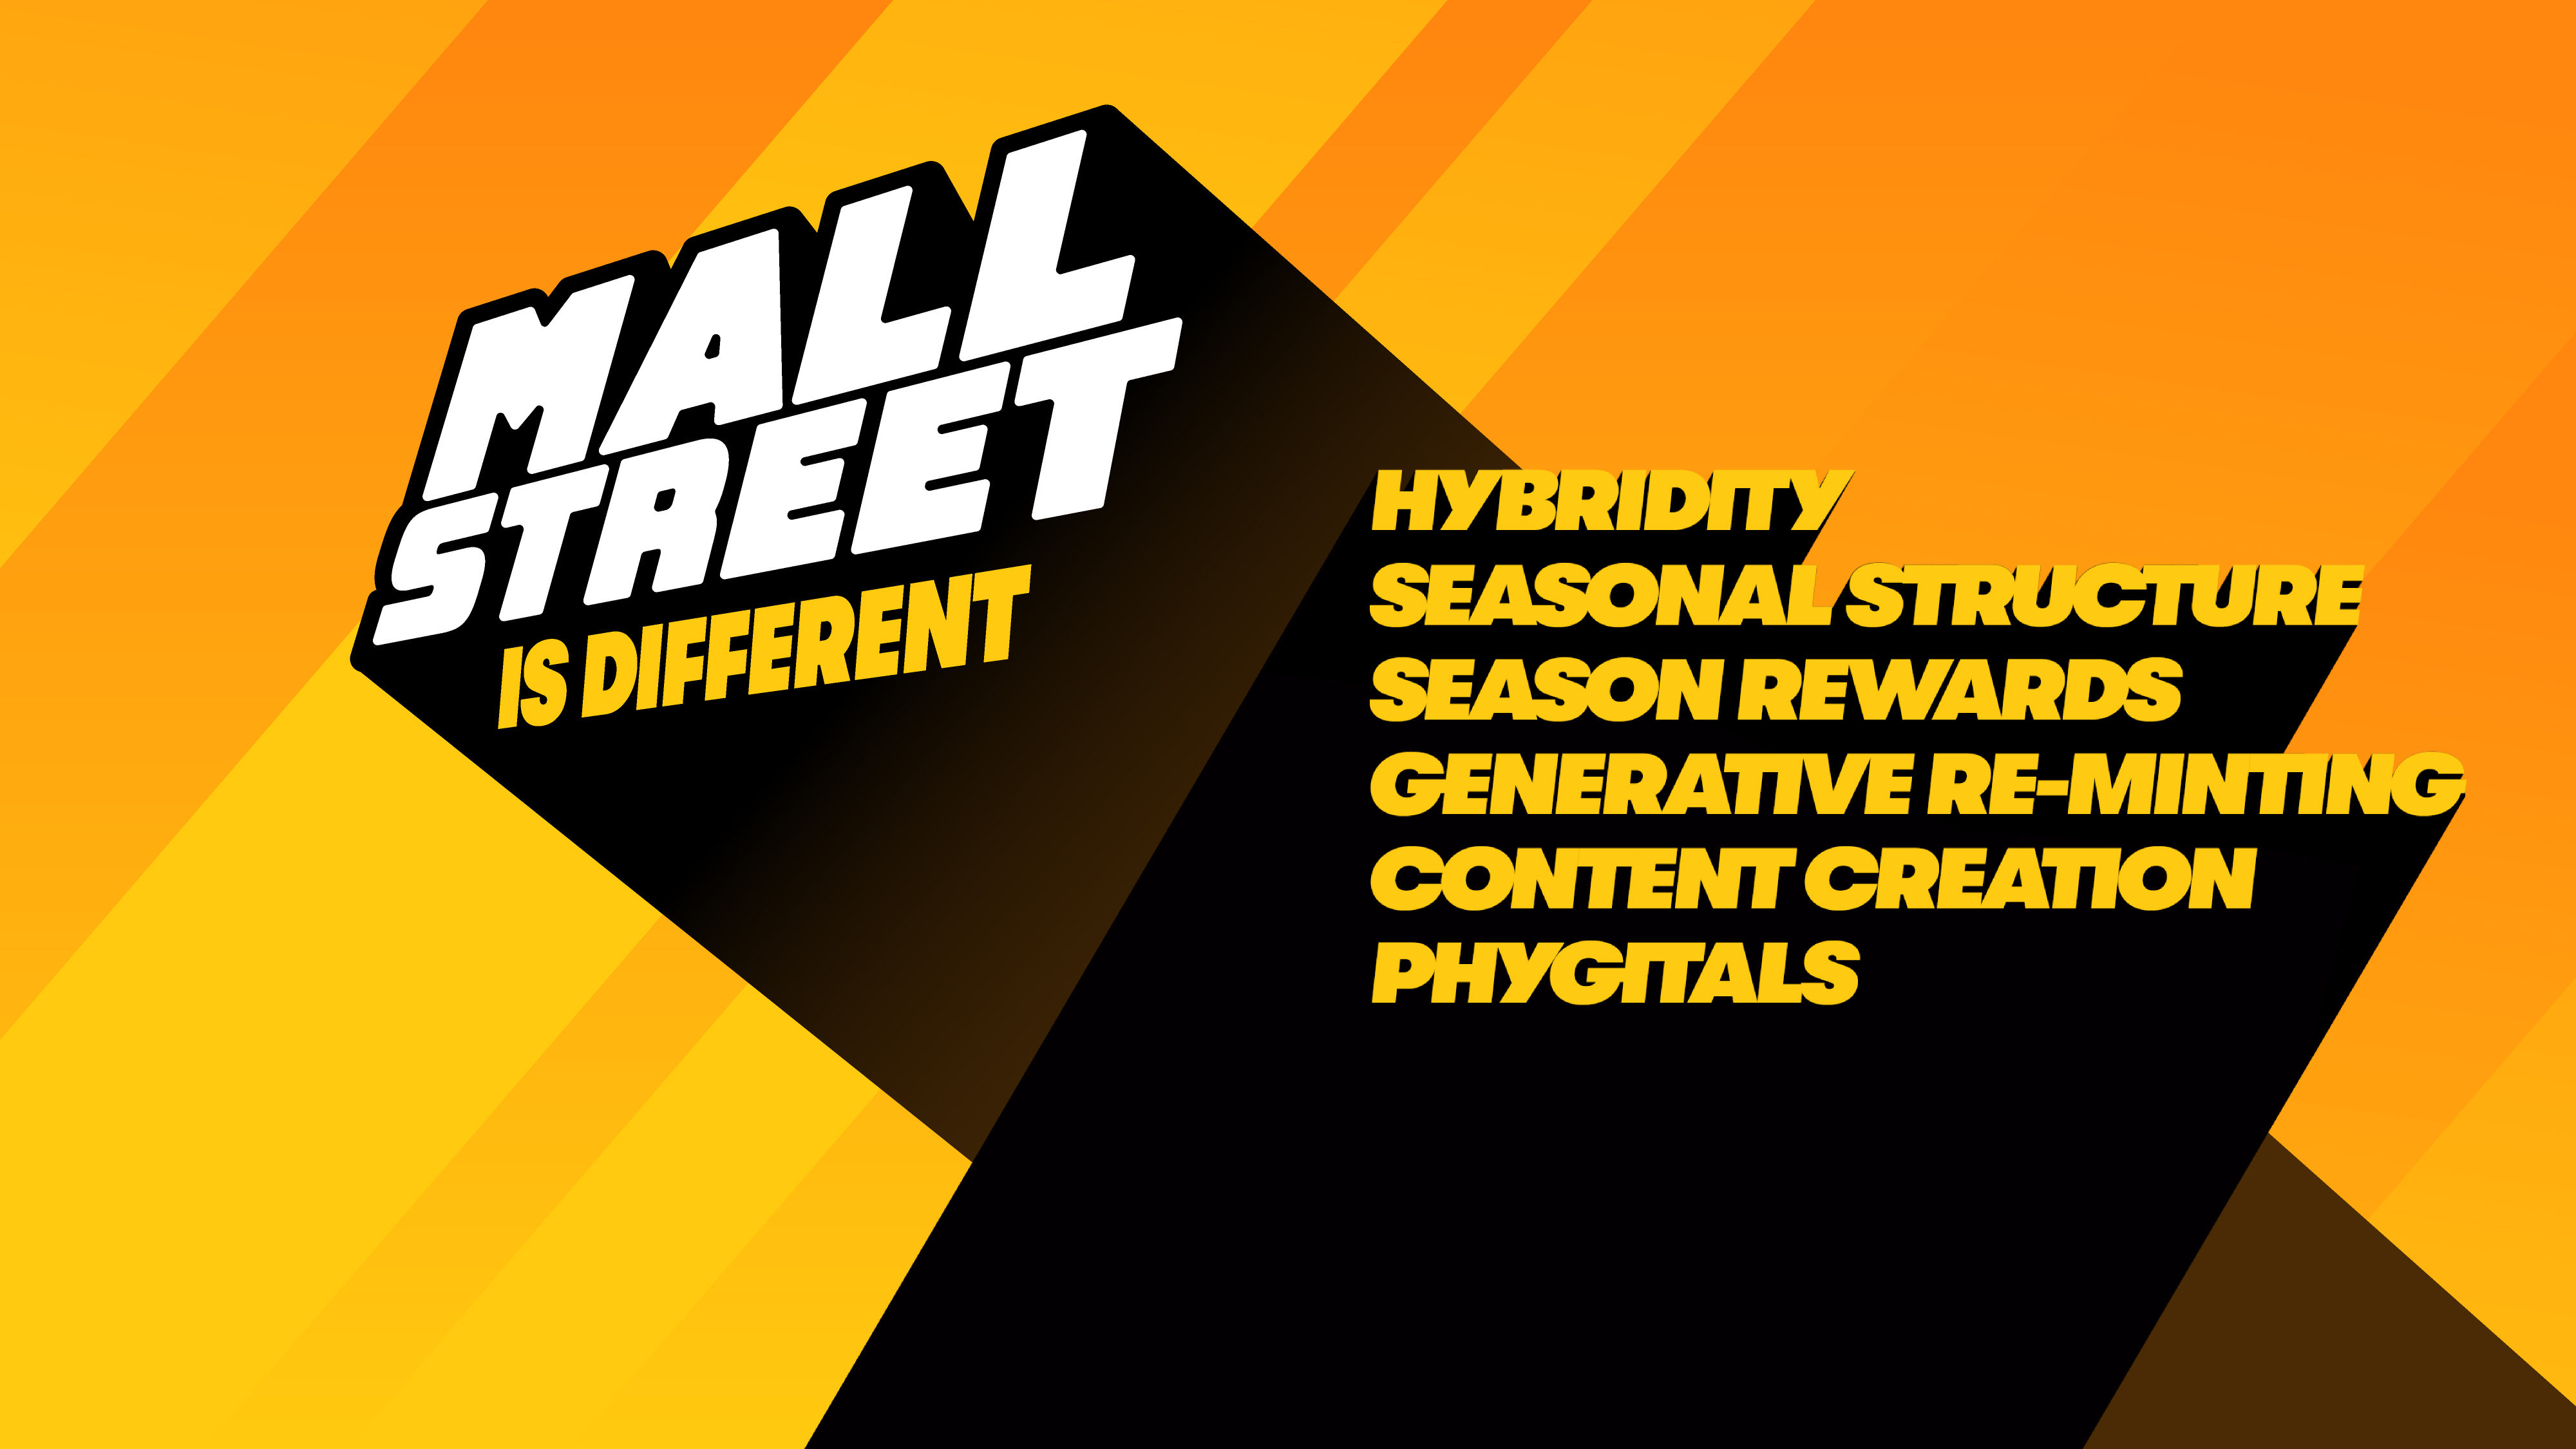 MALL
STREET
IS DIFFERENT
HYBRIDITY
SEASONAL STRUCTURE
SEASON REWARDS
GENERATIVE RE-MINTING
CONTENT CREATION
PHYGITALS